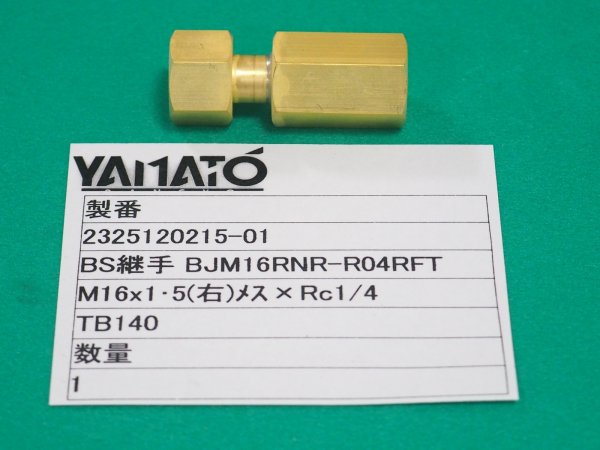 YAMATO
製番
2325120215-01
BS継手 BJM16RNR-R04RFT
M16x1・5(右)ﾒｽ×Rc1/4
TB140
数量
1